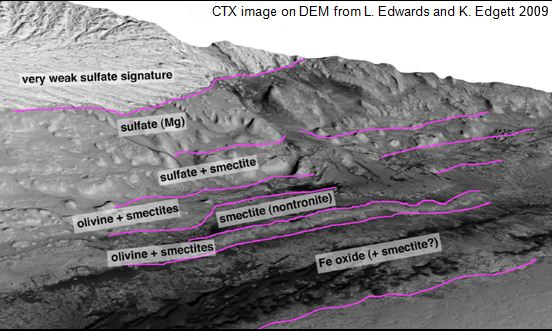 CTX image on DEM from L. Edwards and K. Edgett 2009
very weak sulfate signature
sulfate (Mg)
sulfate + smectite
olivine + smectites
smectite (nontronite)
olivine + smectites
Fe oxide (+ smectite?)